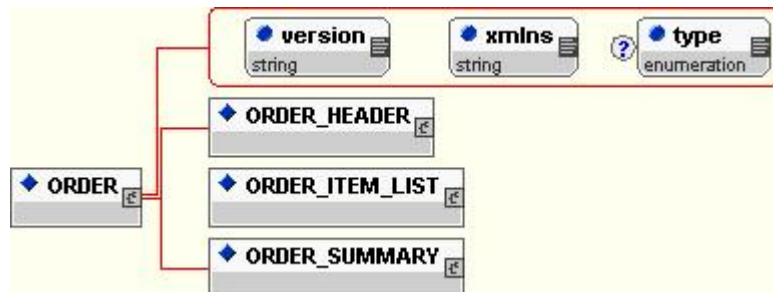 version xmlns type
string string ? enumeration
ORDER_HEADER
ORDER ORDER_ITEM_LIST
ORDER_SUMMARY